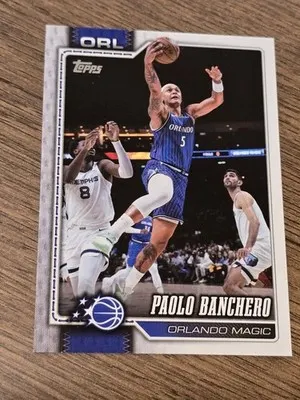 ORL
Topps
ORLANDO
5
MEMPHIS
8
PAOLO BANCHERO
ORLANDO MAGIC